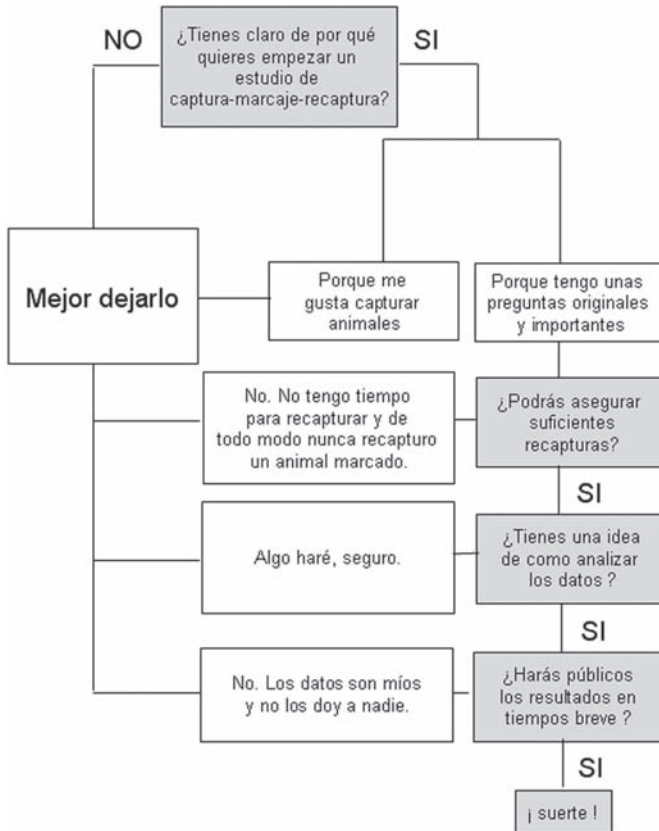 NO
¿Tienes claro de por qué
quieres empezar un
estudio de
captura-marcaje-recaptura?
SI
Mejor dejarlo
Porque me
gusta capturar
animales
Porque tengo unas
preguntas originales
y importantes
No. No tengo tiempo
para recapturar y de
todo modo nunca recapturo
un animal marcado.
¿Podrás asegurar
suficientes
recapturas?
SI
Algo haré, seguro.
¿Tienes una idea
de como analizar
los datos ?
SI
No. Los datos son míos
y no los doy a nadie.
¿Harás públicos
los resultados en
tiempos breve ?
SI
¡ suerte !